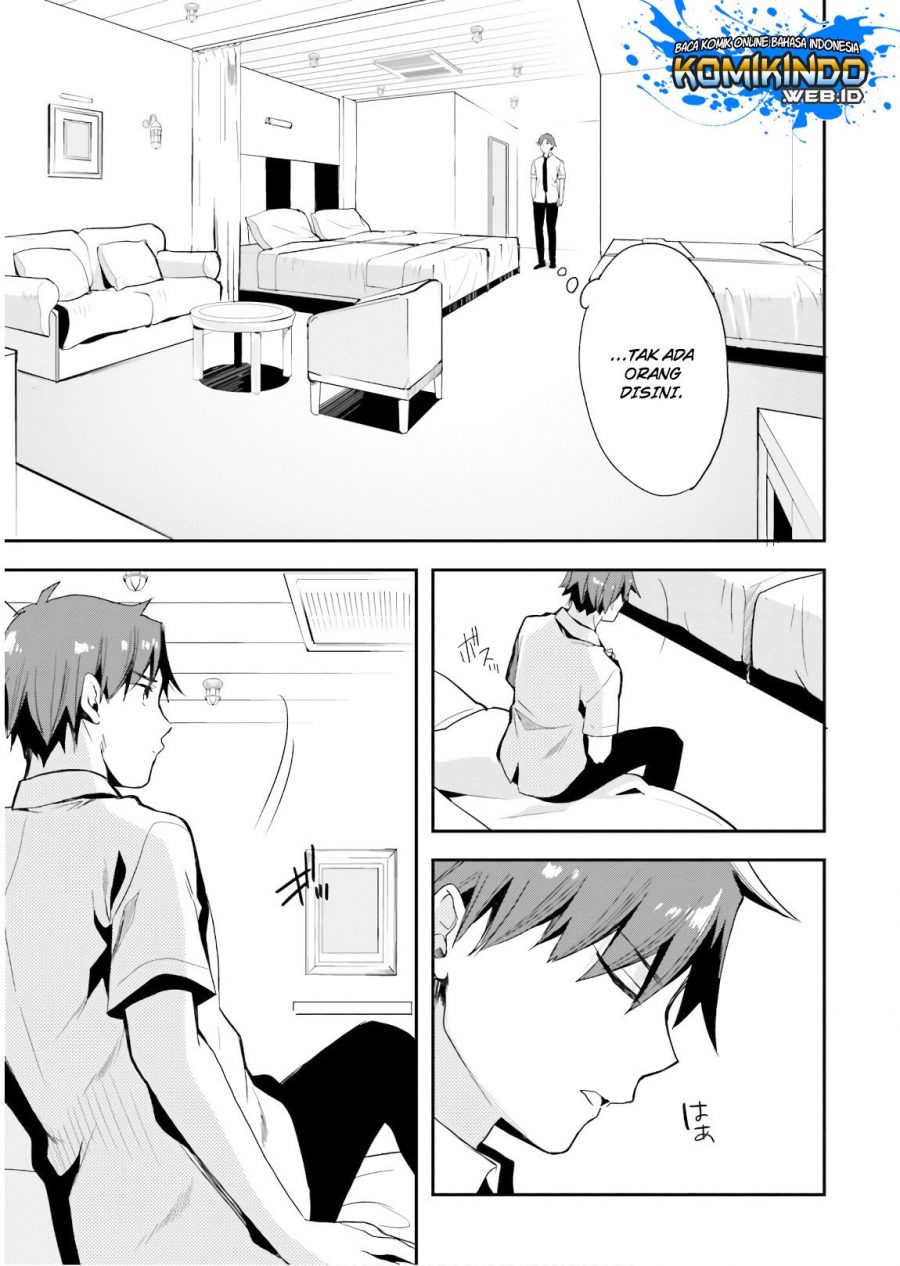 BACA KOMIK ONLINE BAHASA INDONESIA
KOMIKINDO
WEB.ID
...TAK ADA
ORANG
DISINI.
ボスッ
はぁ
ギッ